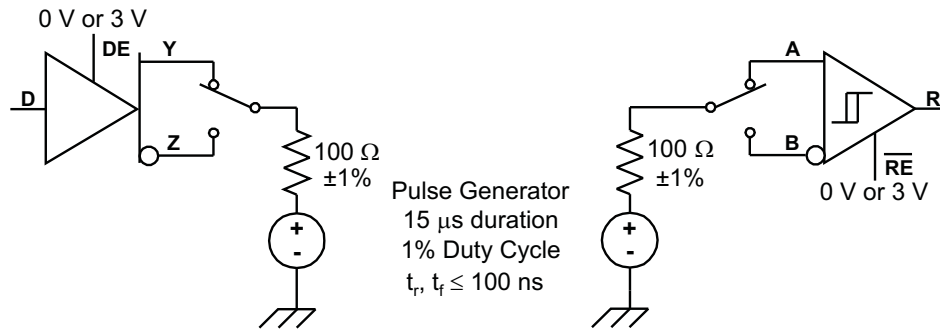 0 V or 3 V
DE
Y
D
Z
100 Ω
±1%
+
-
Pulse Generator
15 μs duration
1% Duty Cycle
tr, tf ≤ 100 ns
A
B
R
RE
0 V or 3 V
100 Ω
±1%
+
-